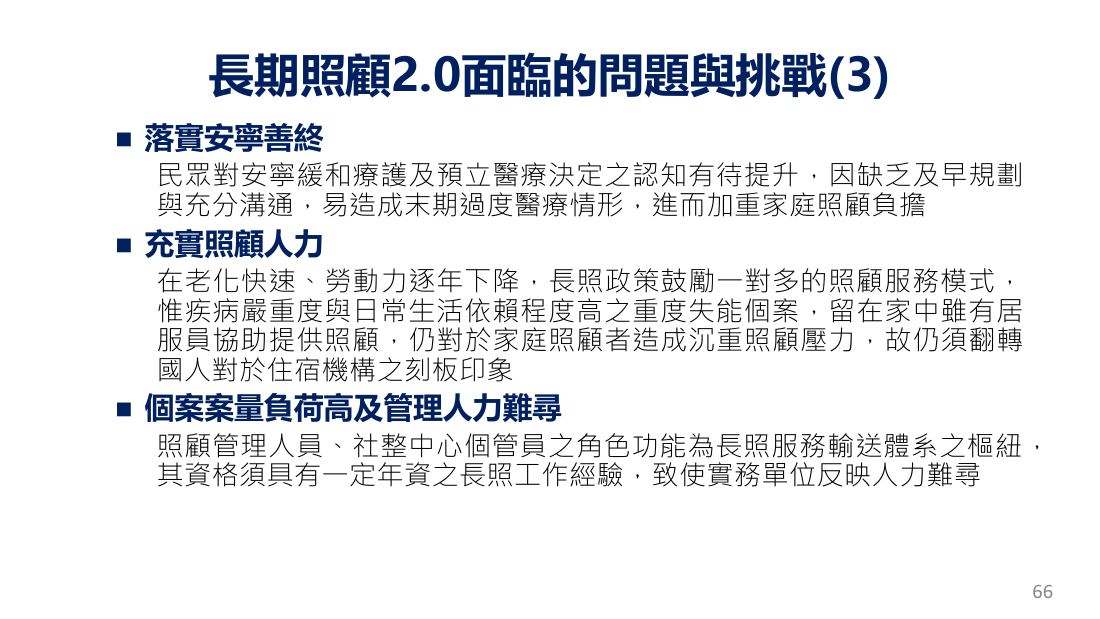 長期照顧2.0面臨的問題與挑戰(3)
■ 落實安寧善終
民眾對安寧緩和療護及預立醫療決定之認知有待提升，因缺乏及早規劃
與充分溝通，易造成末期過度醫療情形，進而加重家庭照顧負擔
■ 充實照顧人力
在老化快速、勞動力逐年下降，長照政策鼓勵一對多的照顧服務模式，
惟疾病嚴重度與日常生活依賴程度高之重度失能個案，留在家中雖有居
服員協助提供照顧，仍對於家庭照顧者造成沉重照顧壓力，故仍須翻轉
國人對於住宿機構之刻板印象
■ 個案案量負荷高及管理人力難尋
照顧管理人員、社整中心個管員之角色功能為長照服務輸送體系之樞紐，
其資格須具有一定年資之長照工作經驗，致使實務單位反映人力難尋
66